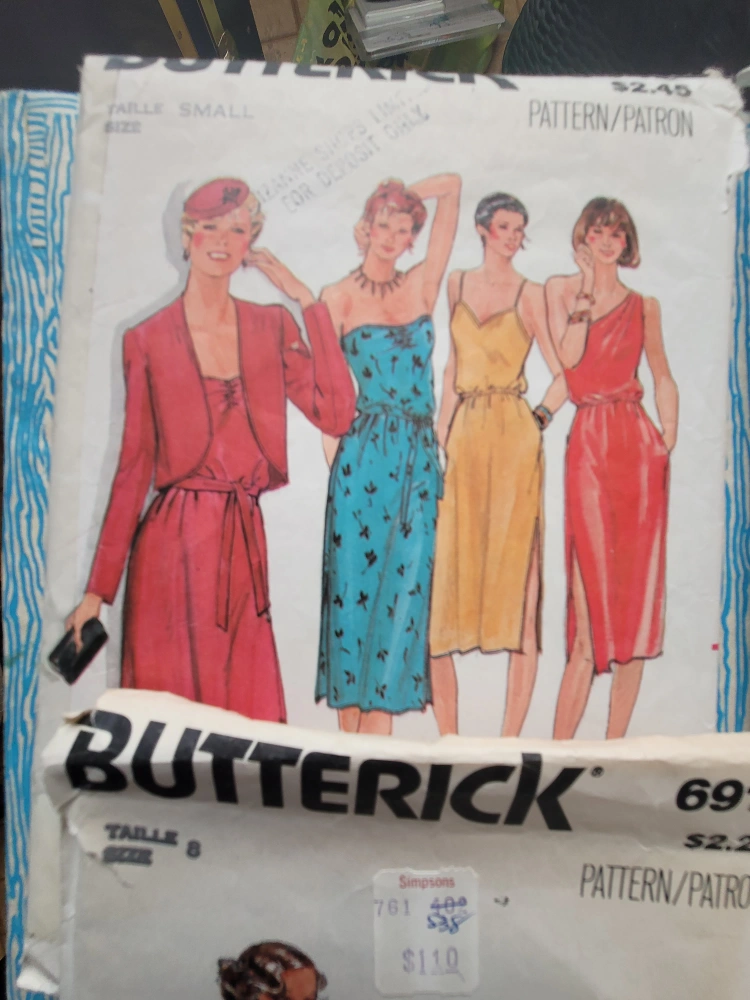 BUTTERICK
$2.45
TAILLE SMALL
SIZE
PATTERN/PATRON
FOR DEPOSIT ONLY
BUTTERICK®
69
$2.2
TAILLE 8
SIZE
PATTERN/PATRO
Simpsons
761 40º
$1.10